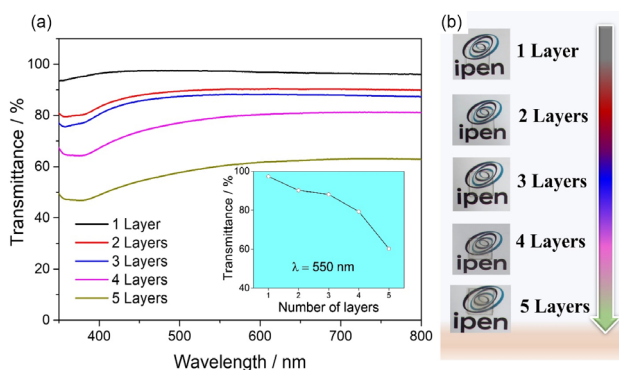 (a)
Transmittance / %
120
100
80
60
40
20
0
400
500
600
700
800
Wavelength / nm
1 Layer
2 Layers
3 Layers
4 Layers
5 Layers
Transmittance / %
100
80
60
40
1
2
3
4
5
Number of layers
λ = 550 nm
(b)
ipen
1 Layer
ipen
2 Layers
ipen
3 Layers
ipen
4 Layers
ipen
5 Layers